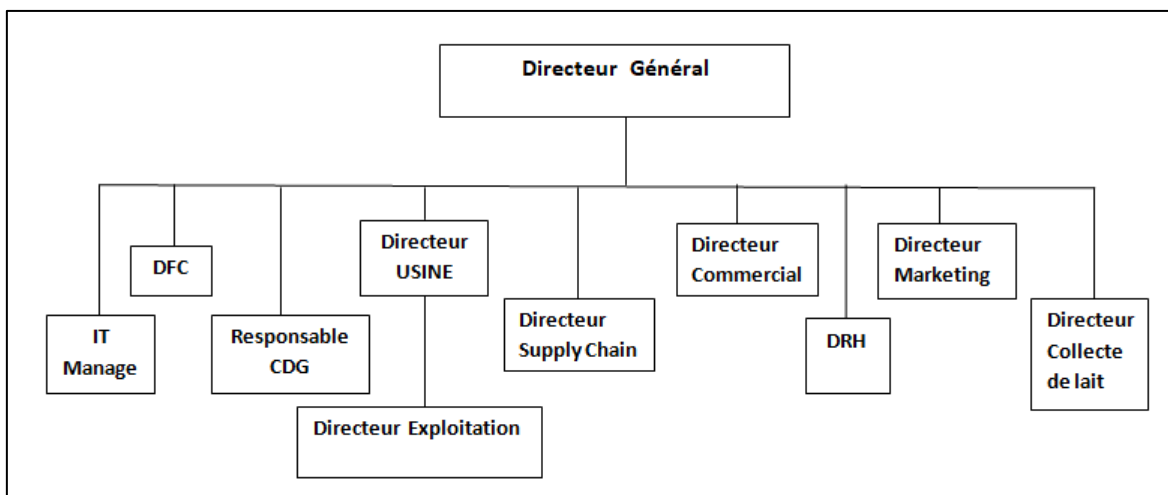 Directeur Général
DFC
Directeur
USINE
Directeur
Commercial
Directeur
Marketing
IT
Manage
Responsable
CDG
Directeur
Supply Chain
DRH
Directeur
Collecte
de lait
Directeur Exploitation